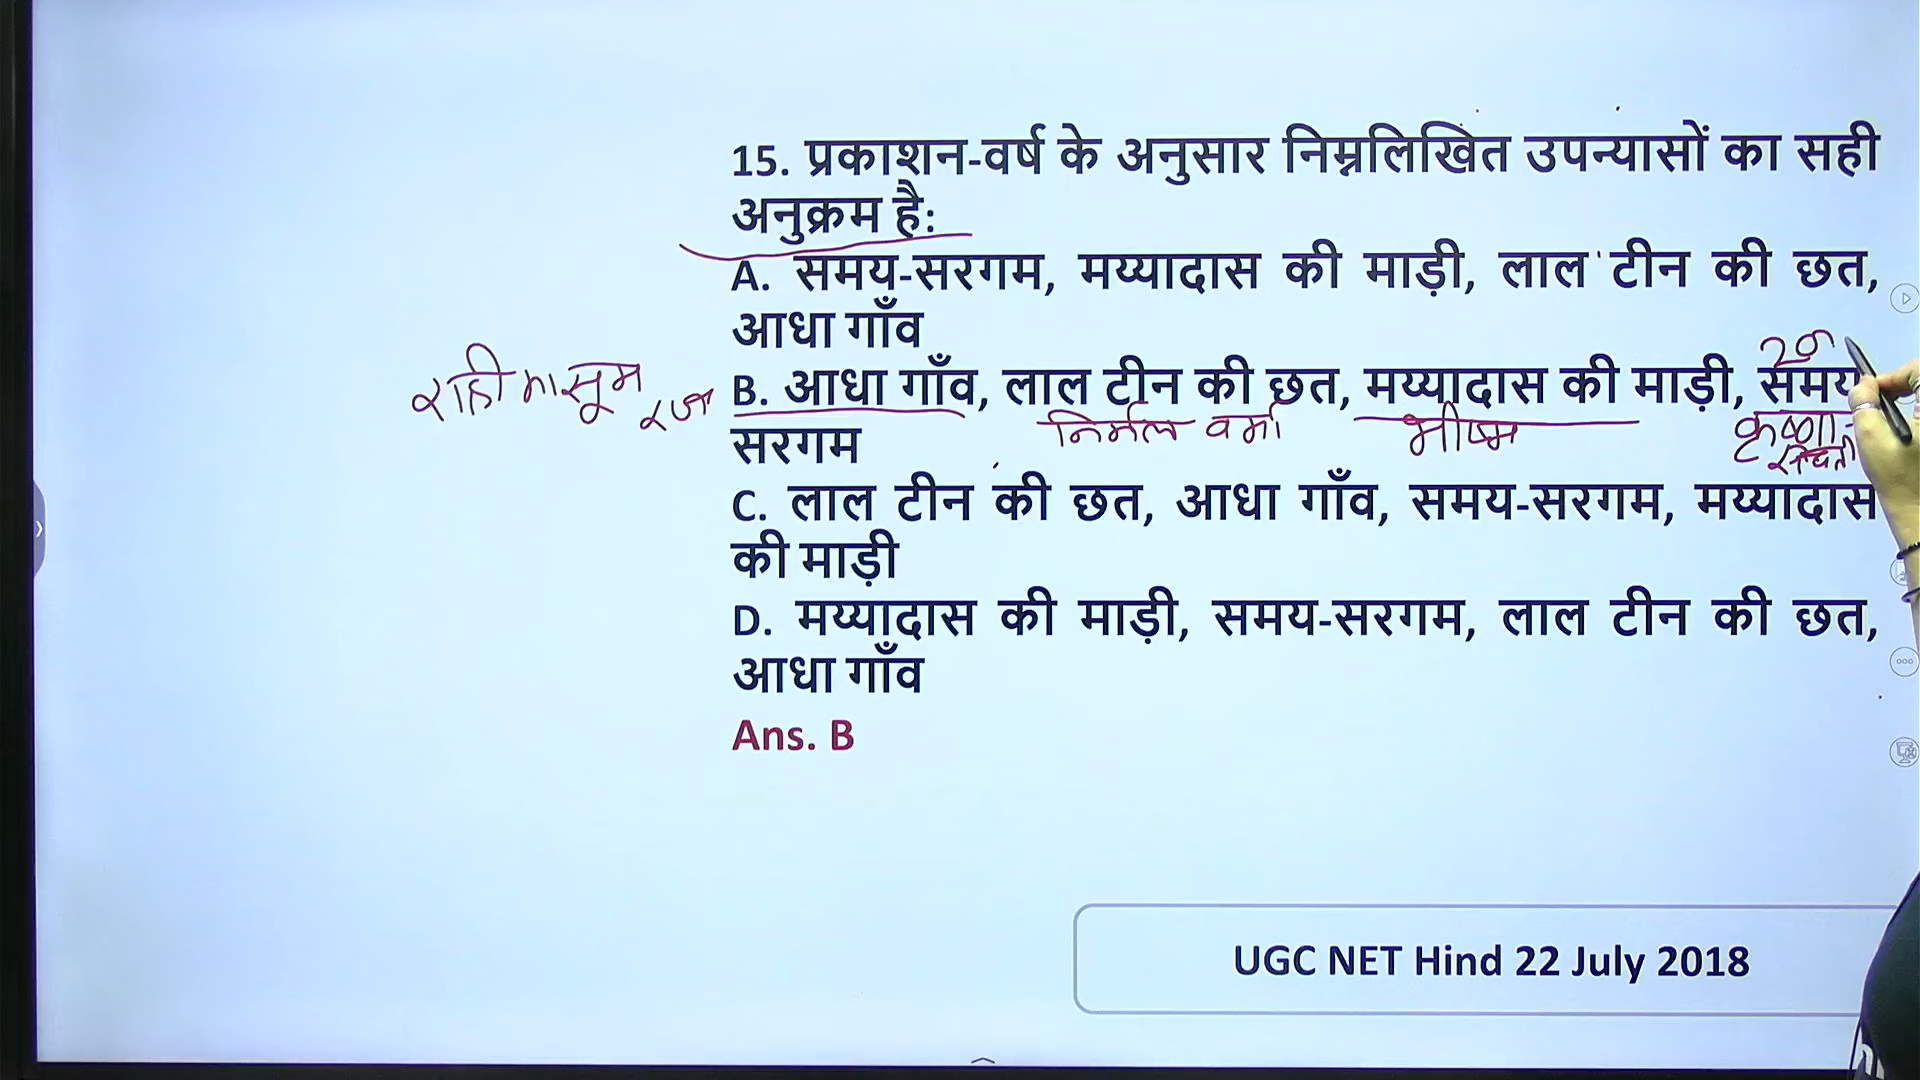 15. प्रकाशन-वर्ष के अनुसार निम्नलिखित उपन्यासों का सही
अनुक्रम है:
A. समय-सरगम, मय्यादास की माड़ी, लाल टीन की छत,
आधा गाँव
20
राही मासूम
रजा
B. आधा गाँव, लाल टीन की छत, मय्यादास की माड़ी, समय
निर्मल वर्मा
भीष्म
कृष्णा
सरगम
C. लाल टीन की छत, आधा गाँव, समय-सरगम, मय्यादास
की माड़ी
D. मय्यादास की माड़ी, समय-सरगम, लाल टीन की छत,
आधा गाँव
Ans. B
UGC NET Hind 22 July 2018